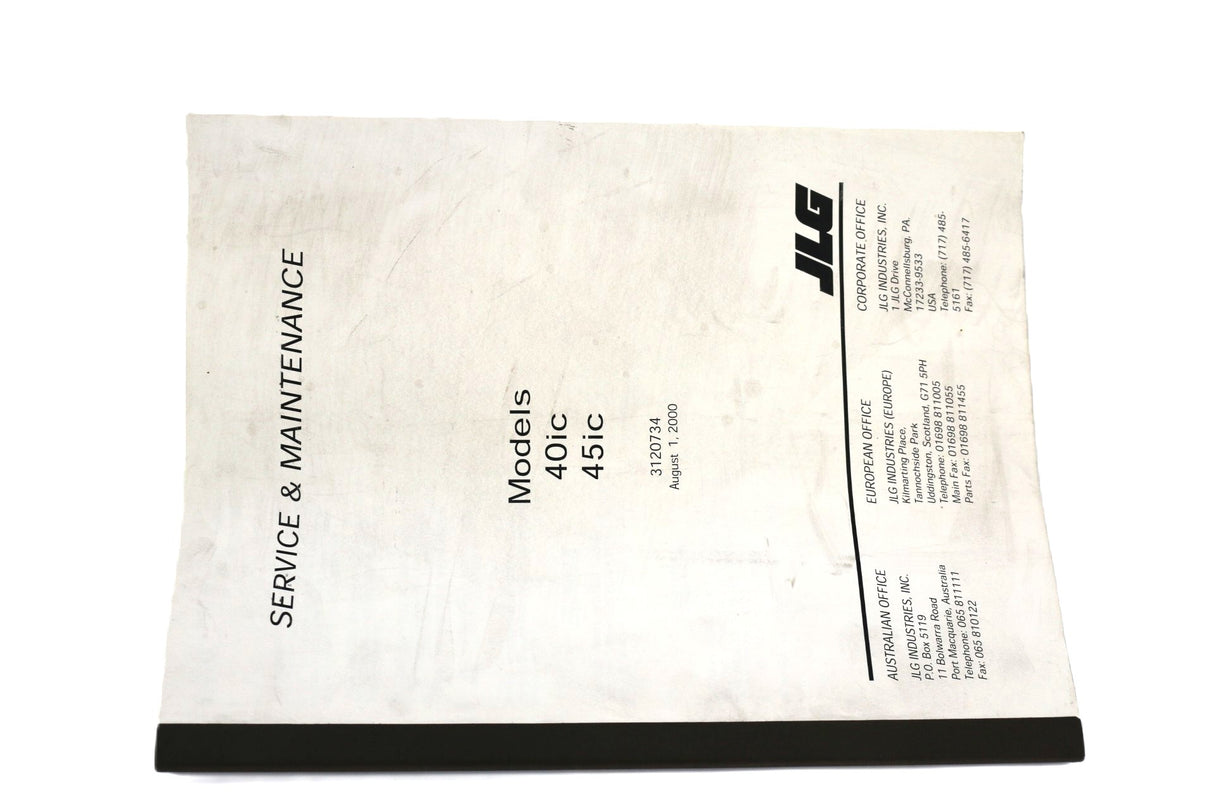 SERVICE & MAINTENANCE
Models
40ic
45ic
3120734
August 1, 2000
JLG
AUSTRALIAN OFFICE
JLG INDUSTRIES, INC.
P.O. Box 5119
11 Bolwarra Road
Port Macquarie, Australia
Telephone: 065 811111
Fax: 065 810122
EUROPEAN OFFICE
JLG INDUSTRIES (EUROPE)
Kilmarting Place,
Tannochside Park
Uddingston, Scotland, G71 5PH
Telephone: 01698 811005
Main Fax: 01698 811055
Parts Fax: 01698 811455
CORPORATE OFFICE
JLG INDUSTRIES, INC.
1 JLG Drive
McConnellsburg, PA.
17233-9533
USA
Telephone: (717) 485-
5161
Fax: (717) 485-6417